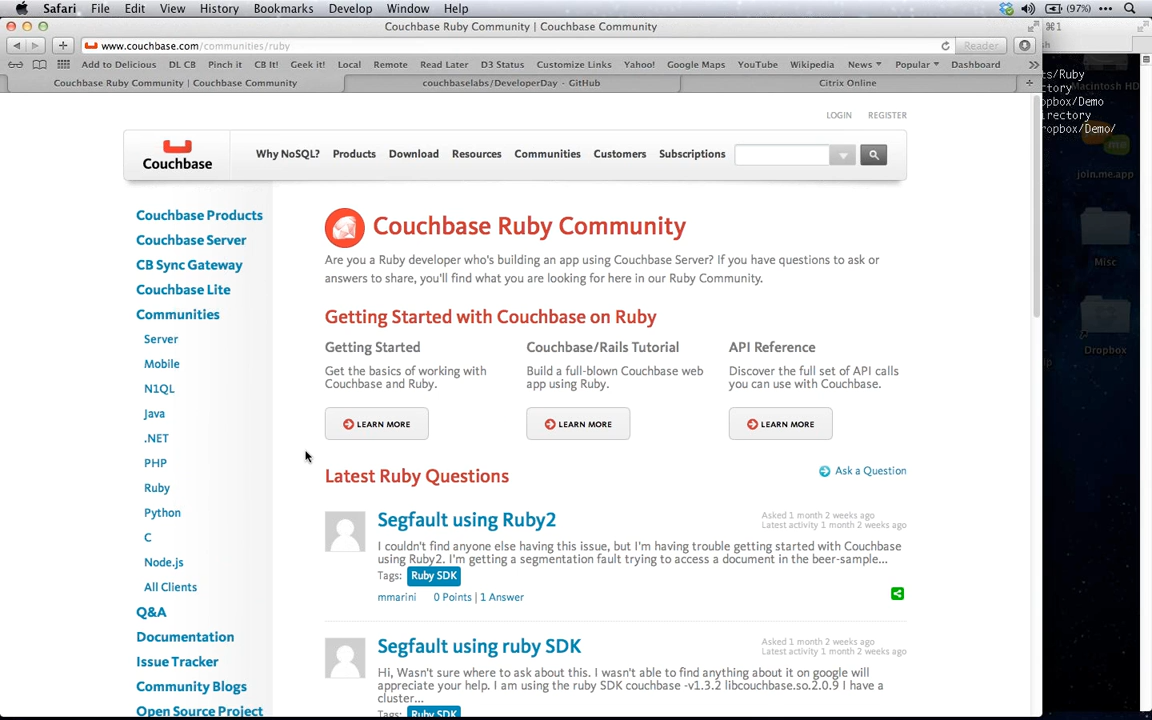 Safari File Edit View History Bookmarks Develop Window Help (97%)
Couchbase Ruby Community | Couchbase Community
⌘1
www.couchbase.com/communities/ruby
Reader
Add to Delicious DL CB Pinch it CB It! Geek it! Local Remote Read Later D3 Status Customize Links Yahoo! Google Maps YouTube Wikipedia News Popular Dashboard
Couchbase Ruby Community | Couchbase Community
couchbaselabs/DeveloperDay - GitHub
Citrix Online
ts/Ruby
ctory
opbox/Demo
irectory
ropbox/Demo/
Macintosh HD
join.me.app
Misc
Dropbox
LOGIN REGISTER
Couchbase
Why NoSQL? Products Download Resources Communities Customers Subscriptions
Couchbase Products
Couchbase Server
CB Sync Gateway
Couchbase Lite
Communities
Server
Mobile
N1QL
Java
.NET
PHP
Ruby
Python
C
Node.js
All Clients
Q&A
Documentation
Issue Tracker
Community Blogs
Open Source Project
Couchbase Ruby Community
Are you a Ruby developer who's building an app using Couchbase Server? If you have questions to ask or
answers to share, you'll find what you are looking for here in our Ruby Community.
Getting Started with Couchbase on Ruby
Getting Started
Get the basics of working with
Couchbase and Ruby.
LEARN MORE
Couchbase/Rails Tutorial
Build a full-blown Couchbase web
app using Ruby.
LEARN MORE
API Reference
Discover the full set of API calls
you can use with Couchbase.
LEARN MORE
Latest Ruby Questions
Ask a Question
Segfault using Ruby2
Asked 1 month 2 weeks ago
Latest activity 1 month 2 weeks ago
I couldn't find anyone else having this issue, but I'm having trouble getting started with Couchbase
using Ruby2. I'm getting a segmentation fault trying to access a document in the beer-sample...
Tags: Ruby SDK
mmarini 0 Points | 1 Answer
Segfault using ruby SDK
Asked 1 month 2 weeks ago
Latest activity 1 month 2 weeks ago
Hi, Wasn't sure where to ask about this. I wasn't able to find anything about it on google will
appreciate your help. I am using the ruby SDK couchbase -v1.3.2 libcouchbase.so.2.0.9 I have a
cluster...
Tags: Ruby SDK